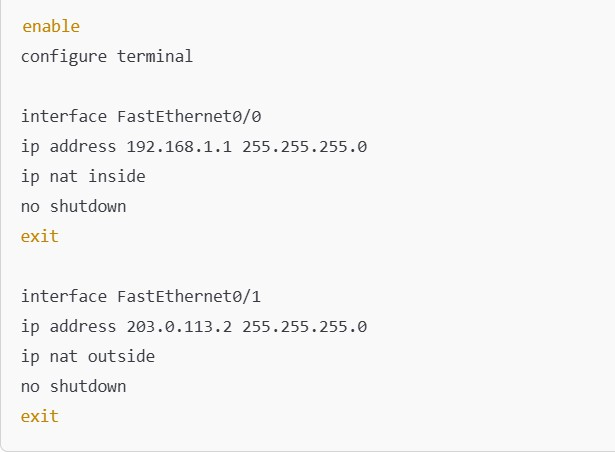 enable
configure terminal
interface FastEthernet0/0
ip address 192.168.1.1 255.255.255.0
ip nat inside
no shutdown
exit
interface FastEthernet0/1
ip address 203.0.113.2 255.255.255.0
ip nat outside
no shutdown
exit